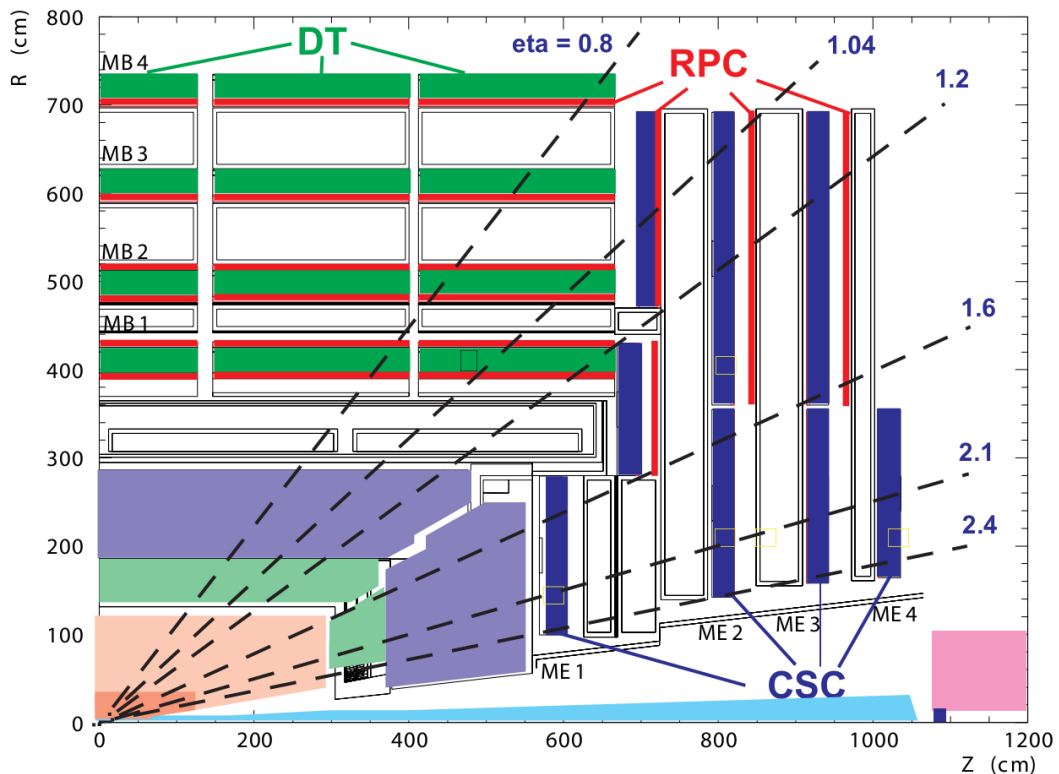 800
R (cm)
DT
eta = 0.8
1.04
MB 4
RPC
1.2
700
MB 3
600
MB 2
500
1.6
MB 1
400
300
2.1
2.4
200
ME 2
ME 3
ME 4
100
ME 1
CSC
0
0
200
400
600
800
1000
1200
Z (cm)